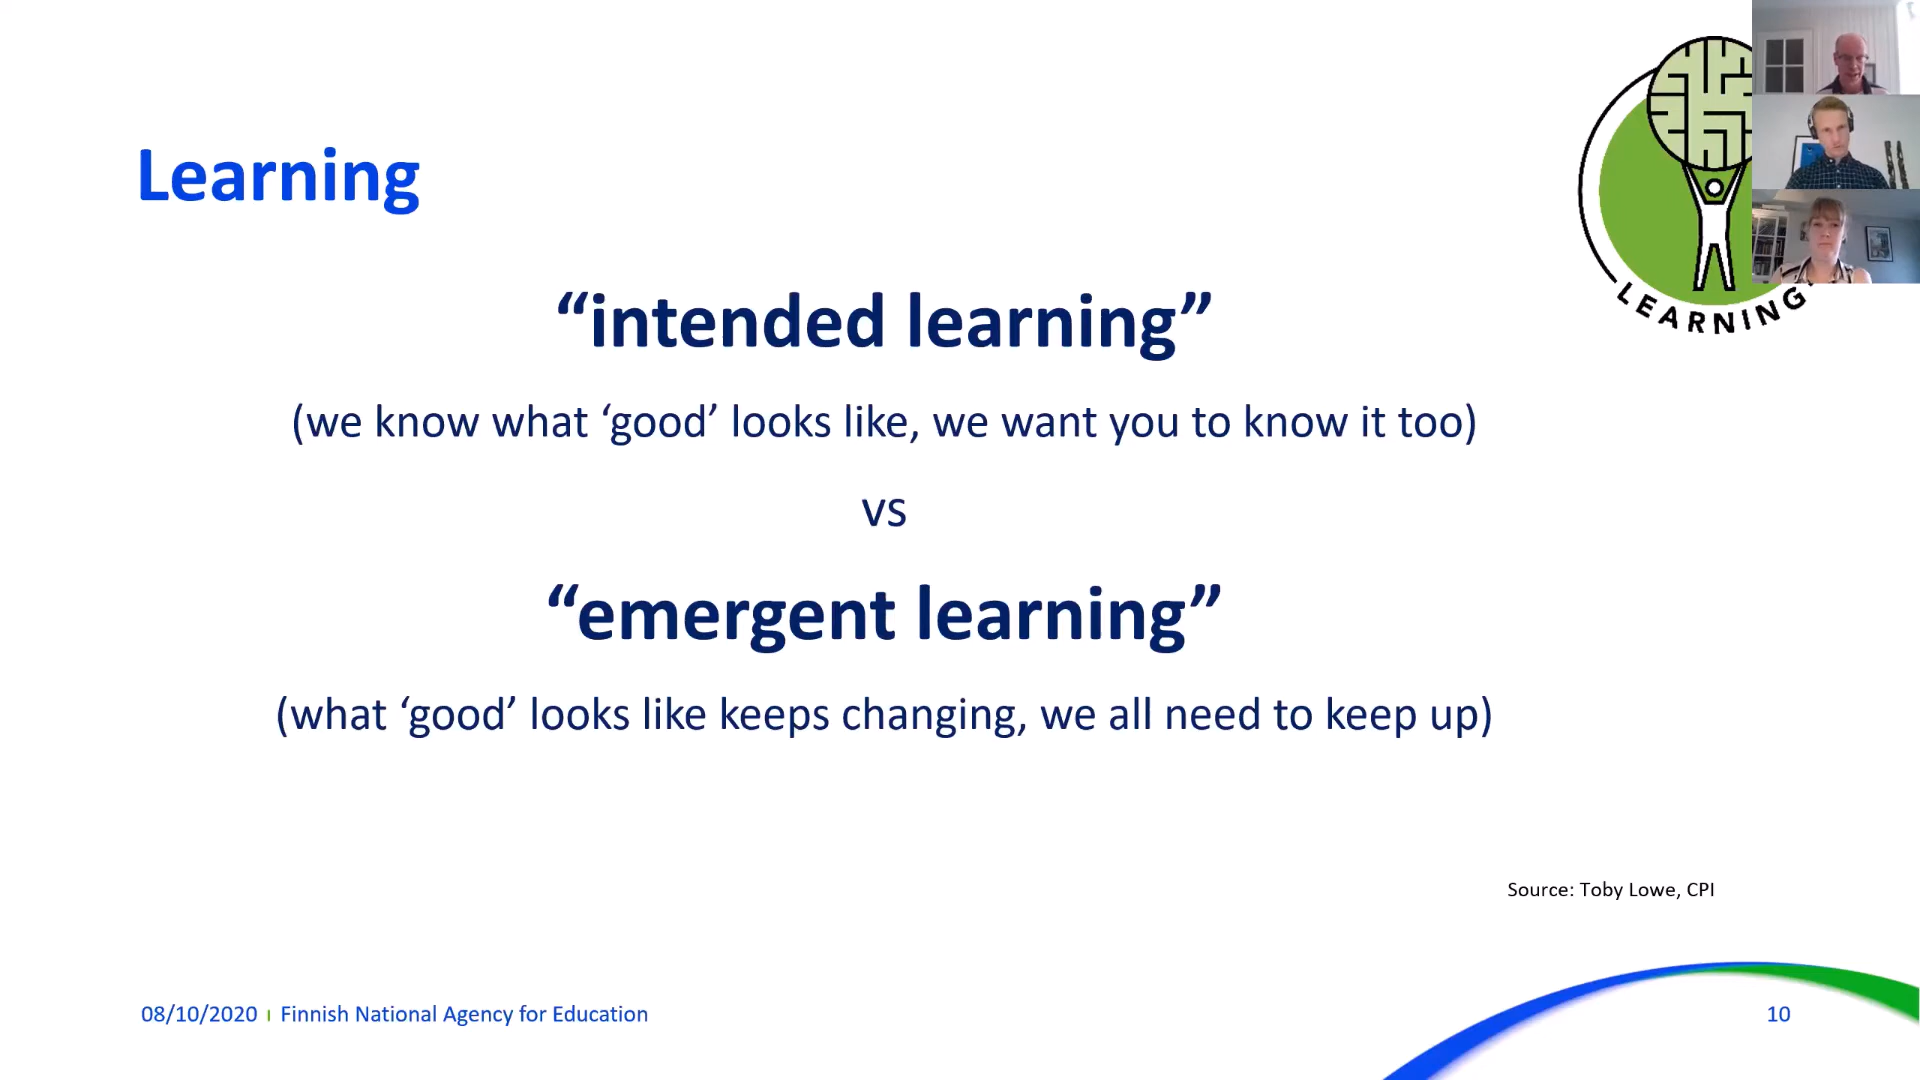 Learning
“intended learning”
(we know what ‘good’ looks like, we want you to know it too)
vs
“emergent learning”
(what ‘good’ looks like keeps changing, we all need to keep up)
LEARNING
Source: Toby Lowe, CPI
08/10/2020 Finnish National Agency for Education
10